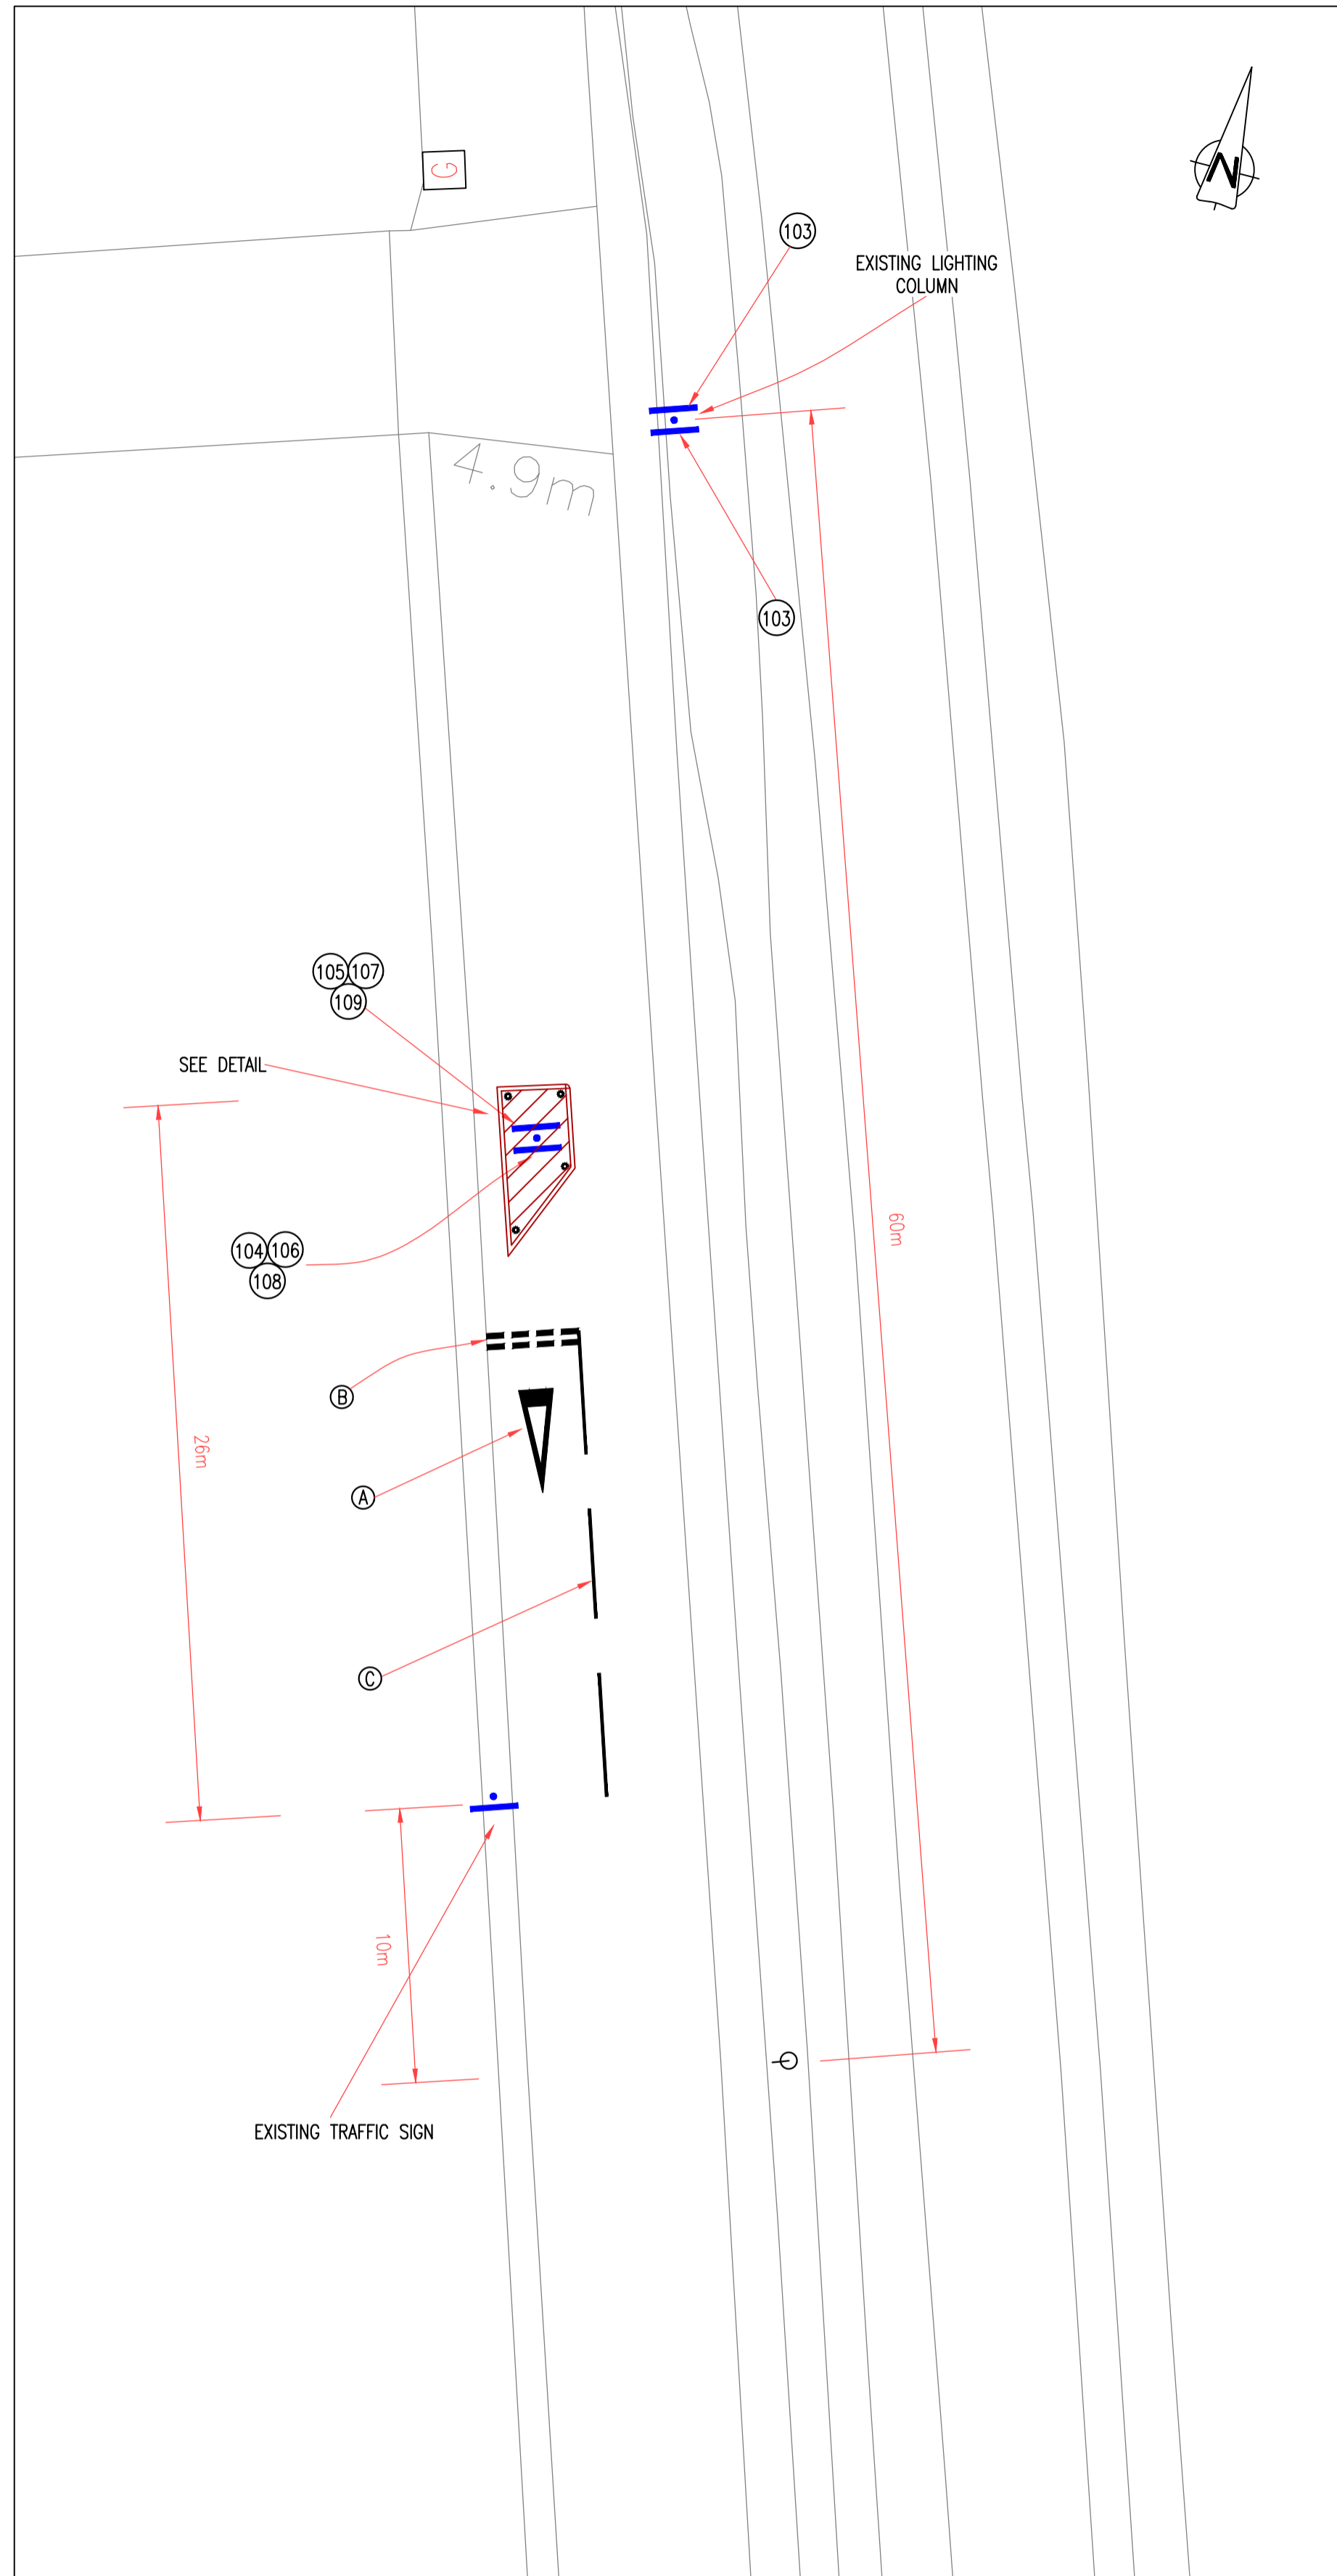 G
N
103
EXISTING LIGHTING
COLUMN
4.9m
103
105 107
109
SEE DETAIL
60m
104 106
108
B
26m
A
C
10m
EXISTING TRAFFIC SIGN